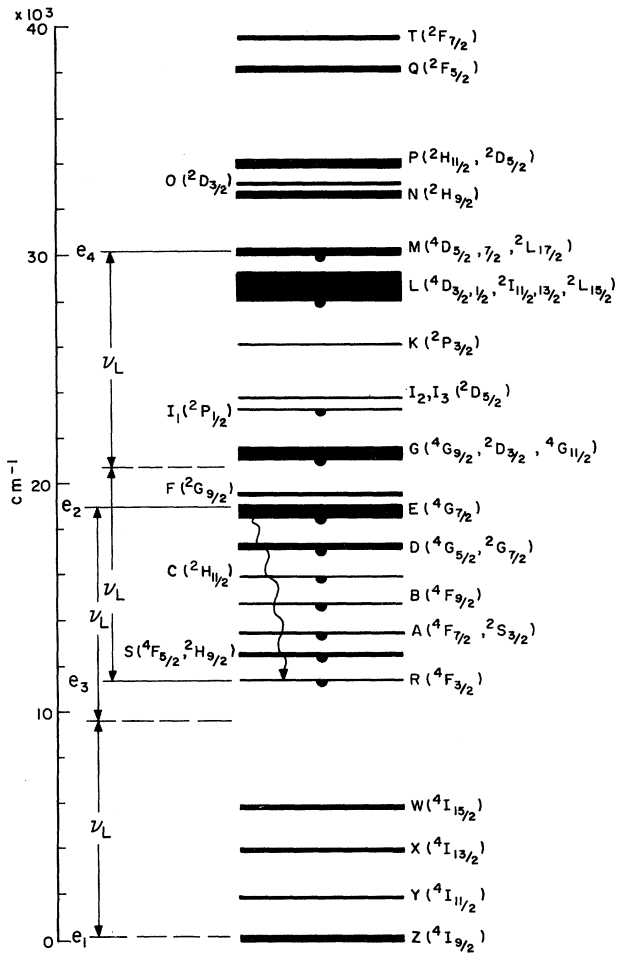 x10³
40
T(²F₇/₂)
Q(²F₅/₂)
P(²H₁₁/₂, ²D₅/₂)
O(²D₃/₂)
N(²H₉/₂)
e₄
30
M(⁴D₅/₂,₇/₂, ²L₁₇/₂)
L(⁴D₃/₂,₁/₂, ²I₁₁/₂,₁₃/₂, ²L₁₅/₂)
K(²P₃/₂)
ν_L
I₂,I₃(²D₅/₂)
I₁(²P₁/₂)
G(⁴G₉/₂, ²D₃/₂, ⁴G₁₁/₂)
cm⁻¹
20
F(²G₉/₂)
e₂
E(⁴G₇/₂)
D(⁴G₅/₂, ²G₇/₂)
C(²H₁₁/₂)
ν_L
B(⁴F₉/₂)
ν_L
A(⁴F₇/₂, ²S₃/₂)
S(⁴F₅/₂, ²H₉/₂)
e₃
R(⁴F₃/₂)
10
W(⁴I₁₅/₂)
ν_L
X(⁴I₁₃/₂)
Y(⁴I₁₁/₂)
0
e₁
Z(⁴I₉/₂)